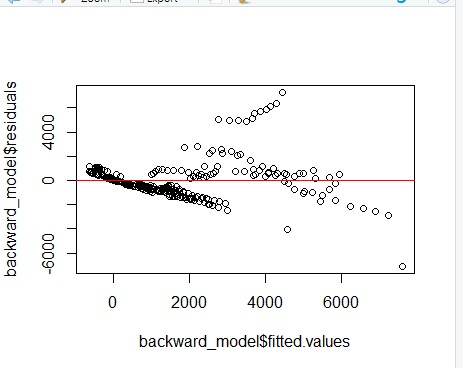 Zoom
Export
backward_model$residuals
4000
0
-6000
0
2000
4000
6000
backward_model$fitted.values